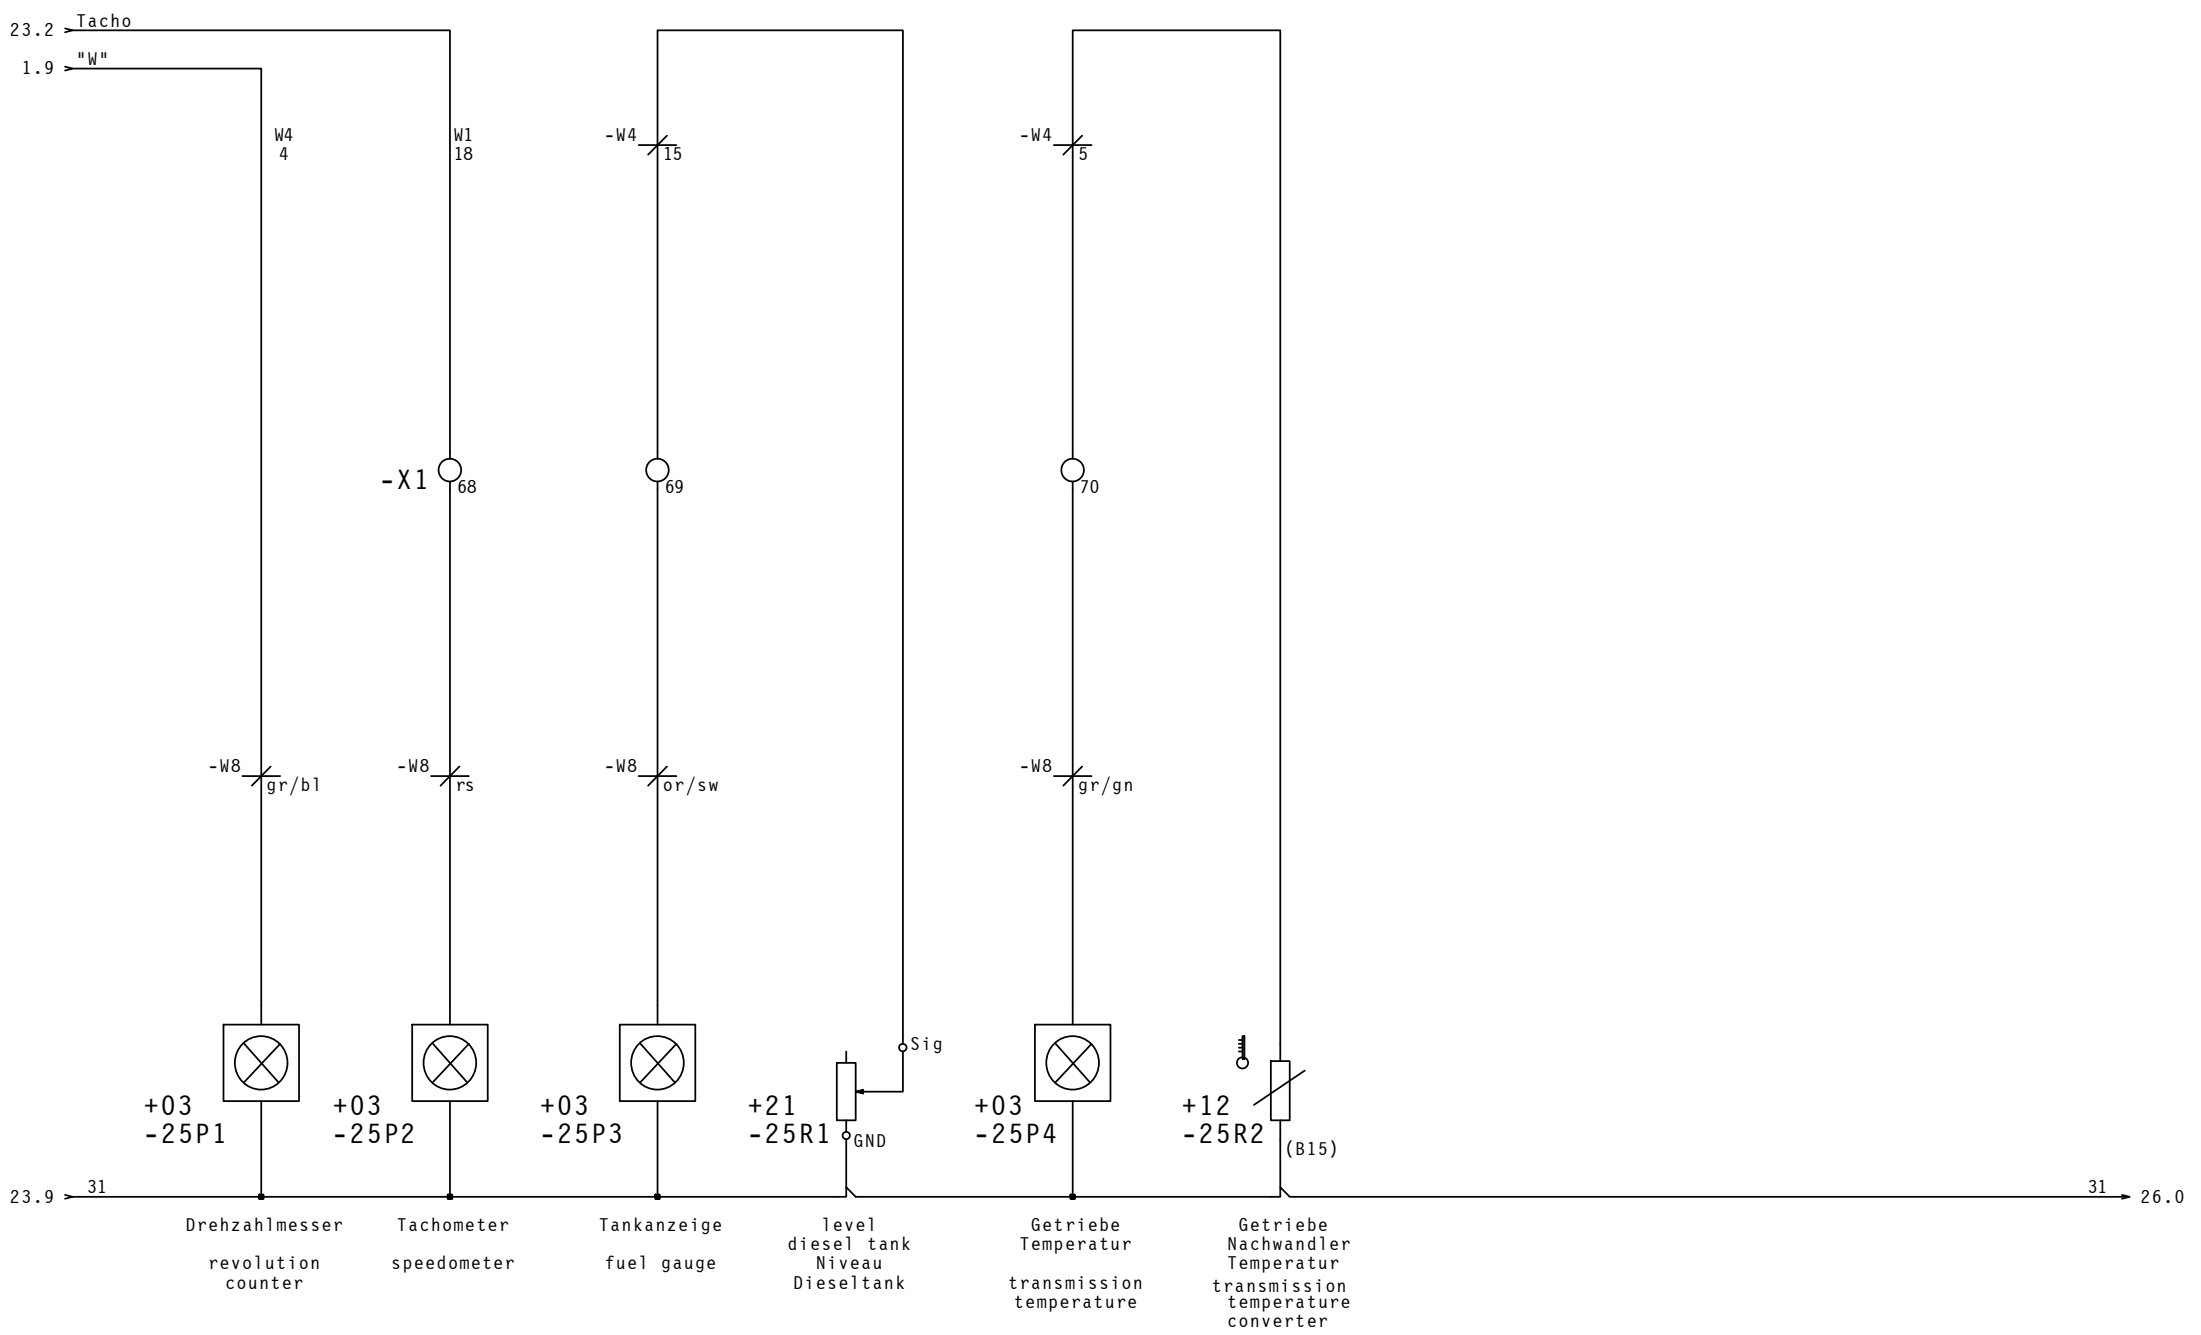 Tacho
23.2
"W"
1.9
W4
4
W1
18
-W4
15
-W4
5
-X1
68
69
70
-W8
gr/bl
-W8
rs
-W8
or/sw
-W8
gr/gn
Sig
+03
-25P1
+03
-25P2
+03
-25P3
+21
-25R1
GND
+03
-25P4
+12
-25R2
(B15)
23.9
31
31
26.0
Drehzahlmesser
revolution
counter
Tachometer
speedometer
Tankanzeige
fuel gauge
level
diesel tank
Niveau
Dieseltank
Getriebe
Temperatur
transmission
temperature
Getriebe
Nachwandler
Temperatur
transmission
temperature
converter